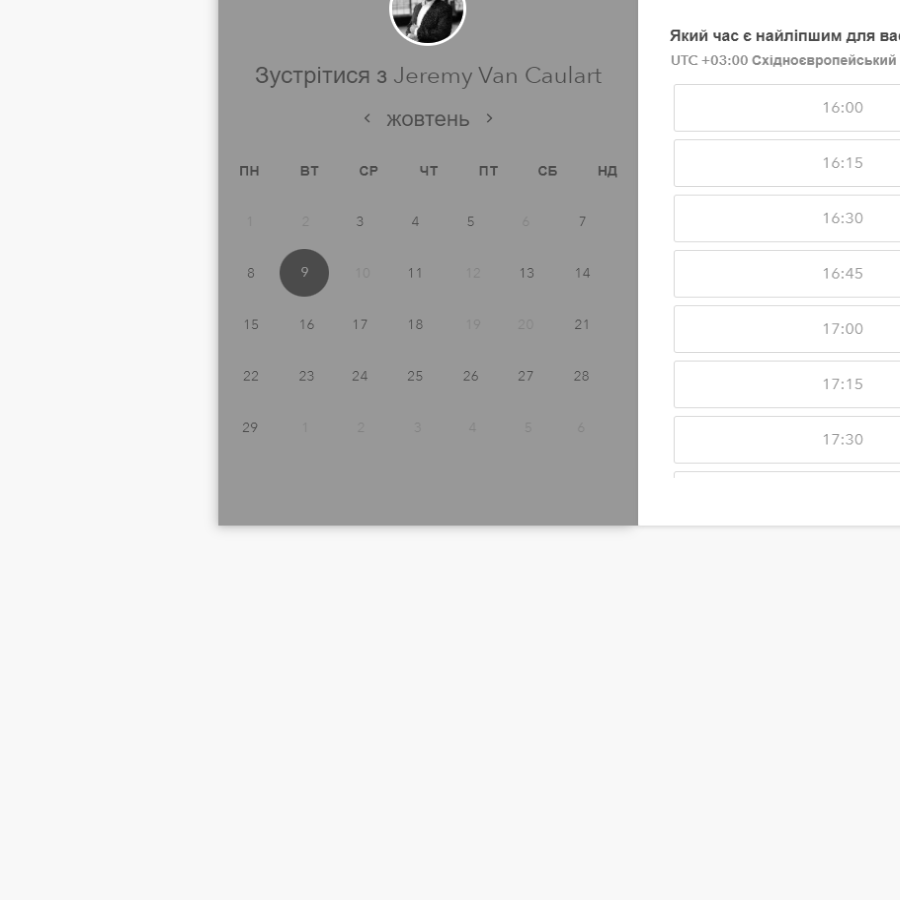 Зустрітися з Jeremy Van Caulart
жовтень
ПН ВТ СР ЧТ ПТ СБ НД
1 2 3 4 5 6 7
8 9 10 11 12 13 14
15 16 17 18 19 20 21
22 23 24 25 26 27 28
29 1 2 3 4 5 6
Який час є найліпшим для вас
UTC +03:00 Східноєвропейський
16:00
16:15
16:30
16:45
17:00
17:15
17:30